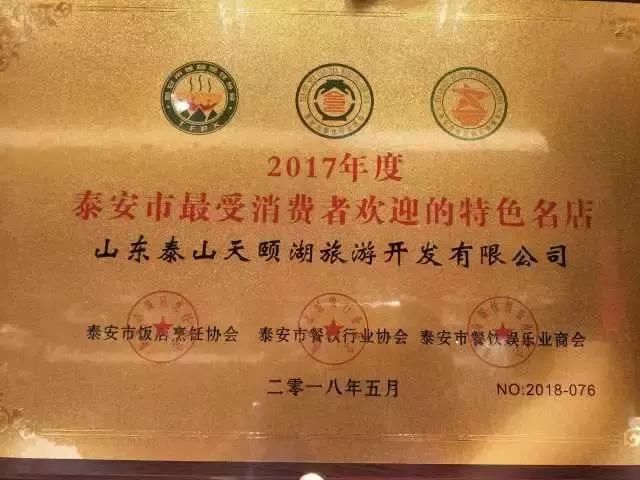 TFPX
2017年度
泰安市最受消费者欢迎的特色名店
山东泰山天颐湖旅游开发有限公司
泰安市饭店烹饪协会 泰安市餐饮行业协会 泰安市餐饮娱乐业商会
二零一八年五月
NO:2018-076